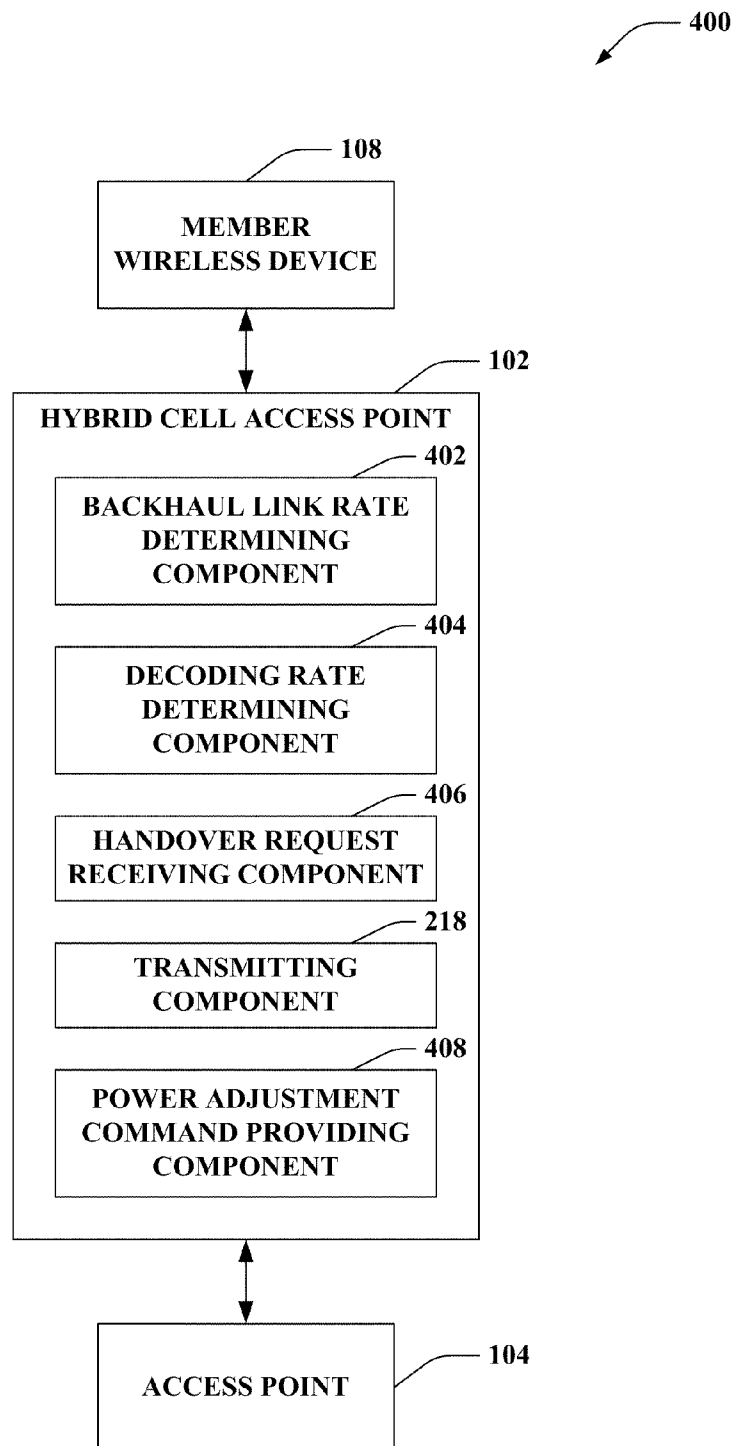 400
108
MEMBER
WIRELESS DEVICE
102
HYBRID CELL ACCESS POINT
402
BACKHAUL LINK RATE
DETERMINING
COMPONENT
404
DECODING RATE
DETERMINING
COMPONENT
406
HANDOVER REQUEST
RECEIVING COMPONENT
218
TRANSMITTING
COMPONENT
408
POWER ADJUSTMENT
COMMAND PROVIDING
COMPONENT
104
ACCESS POINT